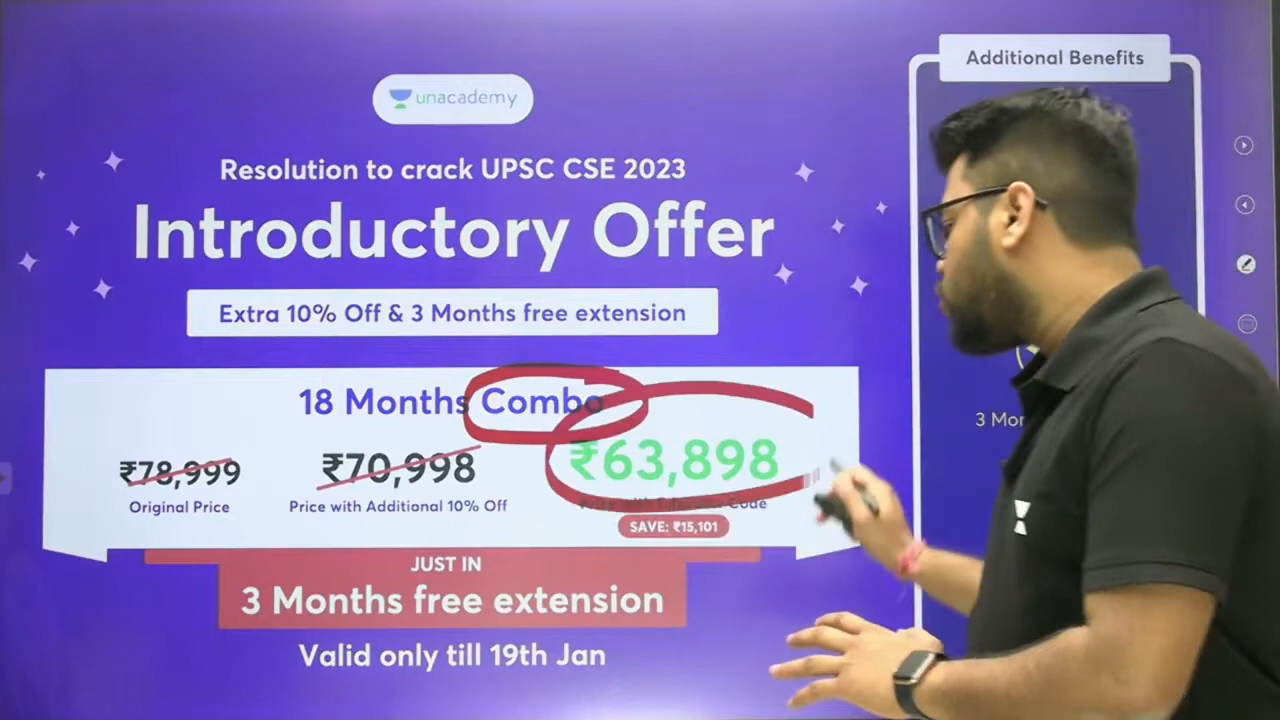 unacademy
Resolution to crack UPSC CSE 2023
Introductory Offer
Extra 10% Off & 3 Months free extension
18 Months Combo
₹78,999
Original Price
₹70,998
Price with Additional 10% Off
₹63,898
Code
SAVE: ₹15,101
JUST IN
3 Months free extension
Valid only till 19th Jan
Additional Benefits
3